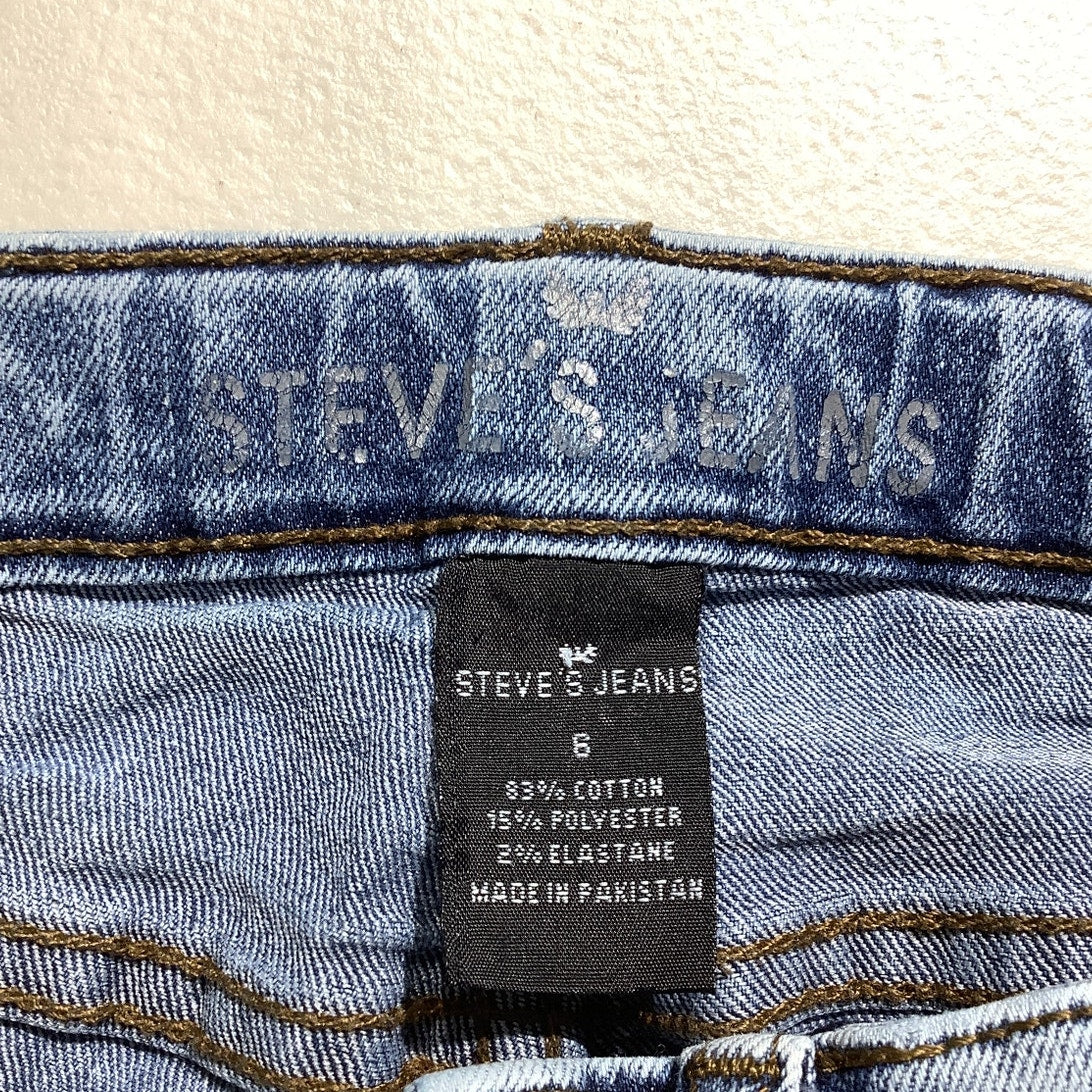 STEVE'S JEANS
STEVE'S JEANS
6
83% COTTON
15% POLYESTER
2% ELASTANE
MADE IN PAKISTAN